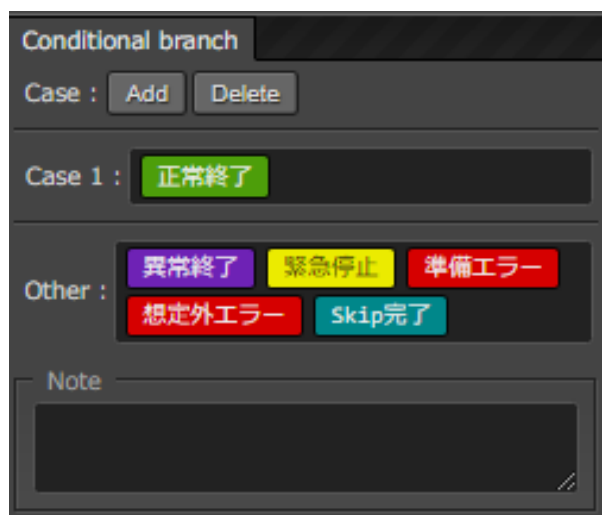 Conditional branch
Case : Add Delete
Case 1 : 正常終了
異常終了 緊急停止 準備エラー
Other :
想定外エラー Skip完了
Note